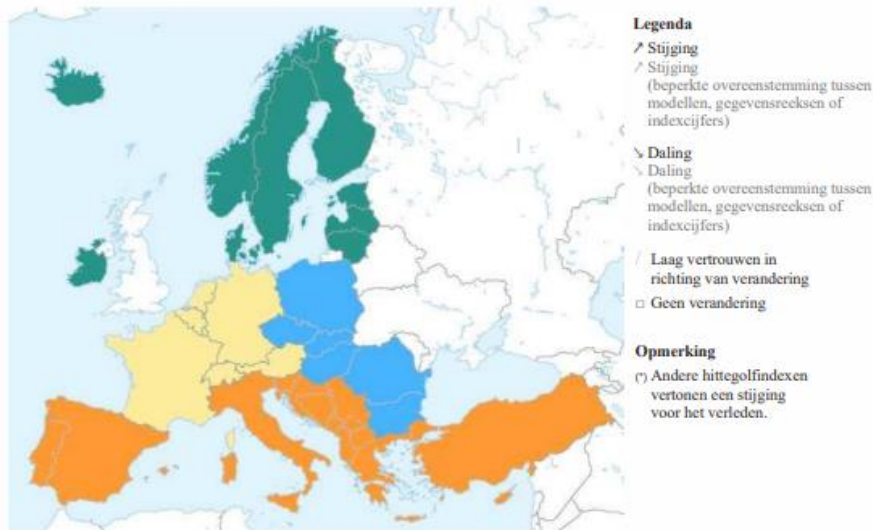 Legenda
↗ Stijging
↗ Stijging
(beperkte overeenstemming tussen
modellen, gegevensreeksen of
indexcijfers)
↘ Daling
↘ Daling
(beperkte overeenstemming tussen
modellen, gegevensreeksen of
indexcijfers)
/ Laag vertrouwen in
richting van verandering
□ Geen verandering
Opmerking
(*) Andere hittegolfindexen
vertonen een stijging
voor het verleden.